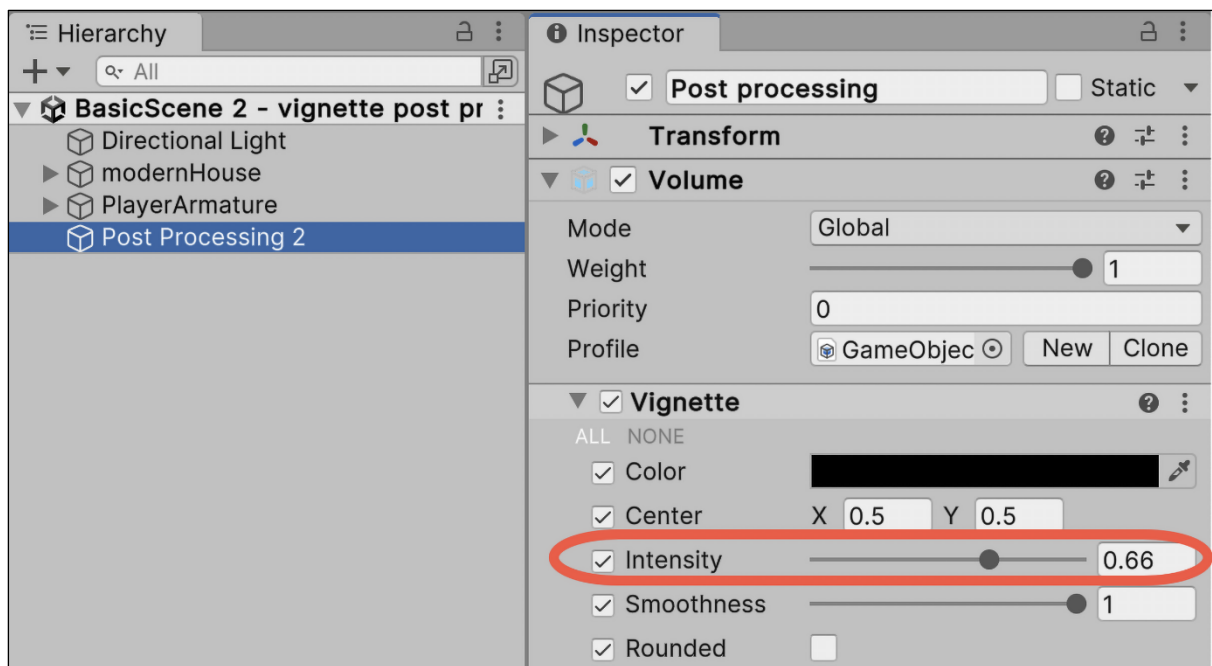 Hierarchy
All
BasicScene 2 - vignette post pr
Directional Light
modernHouse
PlayerArmature
Post Processing 2
Inspector
Post processing Static
Transform
Volume
Mode Global
Weight 1
Priority 0
Profile GameObjec New Clone
Vignette
ALL NONE
Color
Center X 0.5 Y 0.5
Intensity 0.66
Smoothness 1
Rounded